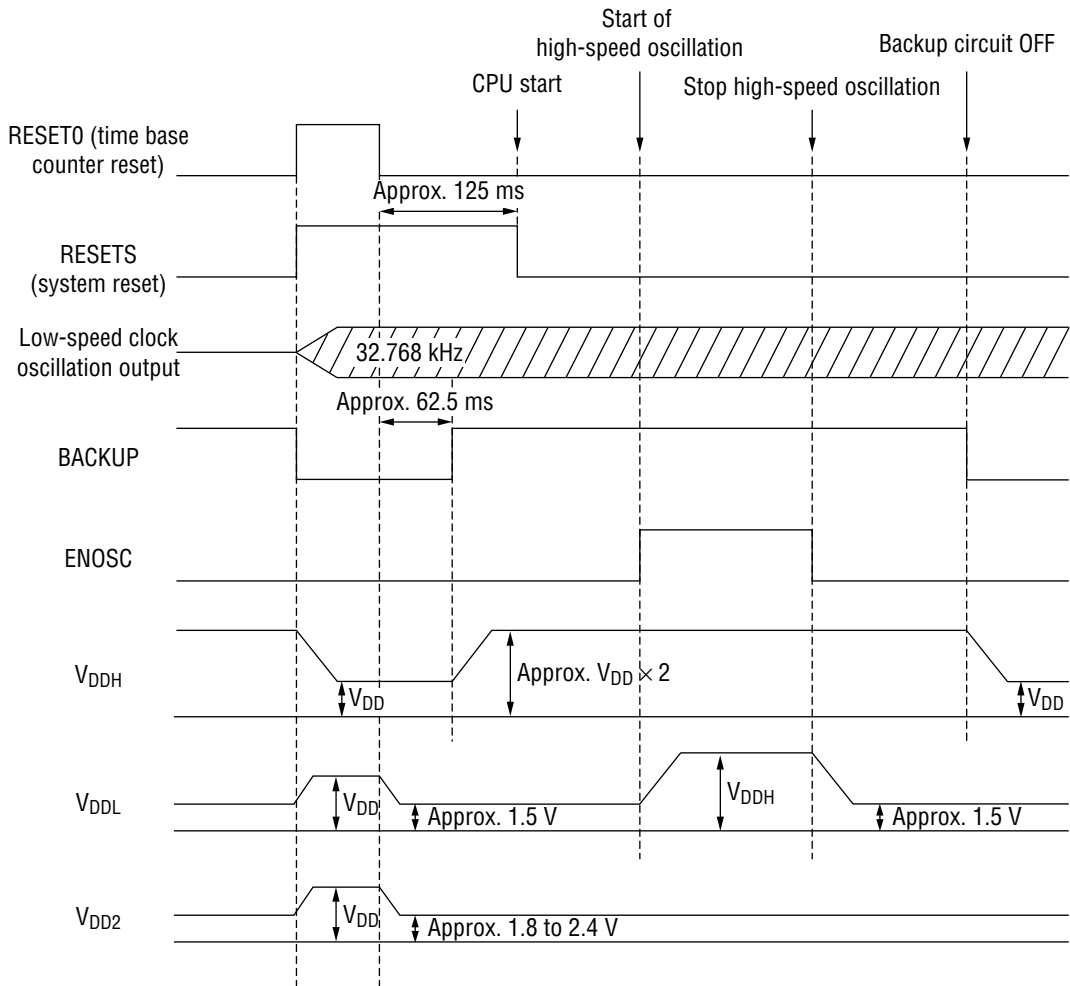 Start of
high-speed oscillation
Backup circuit OFF
CPU start
Stop high-speed oscillation
RESET0 (time base
counter reset)
Approx. 125 ms
RESETS
(system reset)
Low-speed clock
oscillation output
32.768 kHz
Approx. 62.5 ms
BACKUP
ENOSC
VDDH
Approx. VDD × 2
VDD
VDD
VDDL
VDD
Approx. 1.5 V
VDDH
Approx. 1.5 V
VDD2
VDD
Approx. 1.8 to 2.4 V